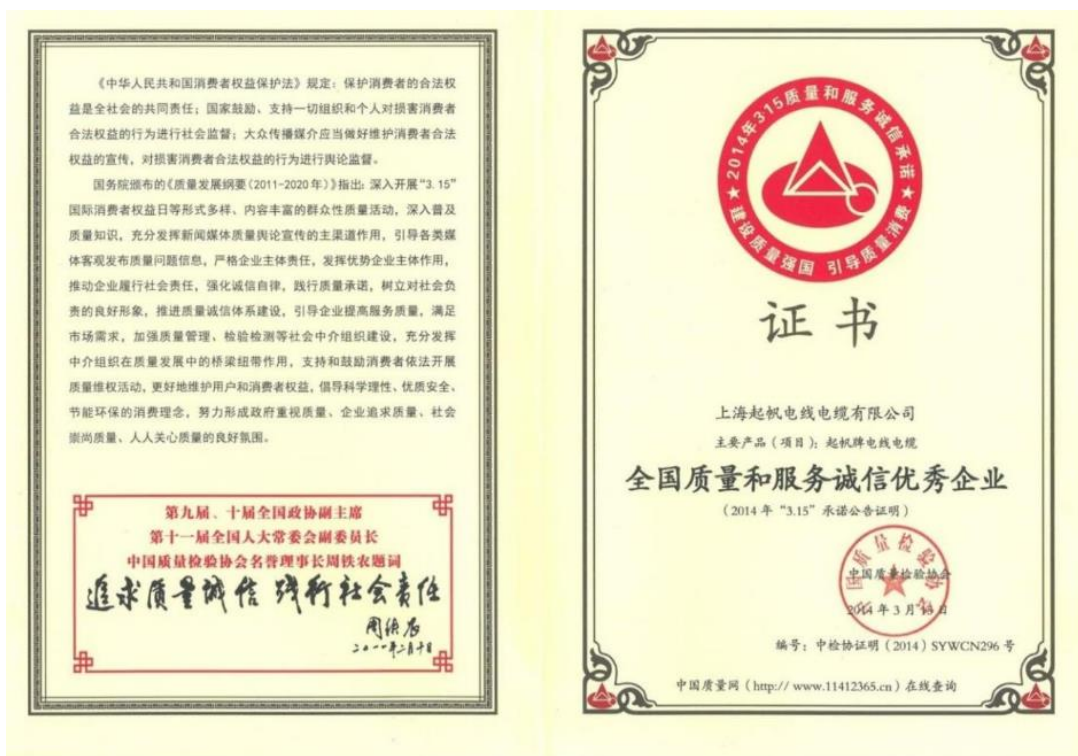 《中华人民共和国消费者权益保护法》规定：保护消费者的合法权
益是全社会的共同责任；国家鼓励、支持一切组织和个人对损害消费者
合法权益的行为进行社会监督；大众传播媒介应当做好维护消费者合法
权益的宣传，对损害消费者合法权益的行为进行舆论监督。
国务院颁布的《质量发展纲要(2011-2020年)》指出：深入开展“3.15”
国际消费者权益日等形式多样、内容丰富的群众性质量活动，深入普及
质量知识，充分发挥新闻媒体质量舆论宣传的主渠道作用，引导各类媒
体客观发布质量问题信息，严格企业主体责任，发挥优势企业主体作用，
推动企业履行社会责任，强化诚信自律，践行质量承诺，树立对社会负
责的良好形象，推进质量诚信体系建设，引导企业提高服务质量，满足
市场需求，加强质量管理、检验检测等社会中介组织建设，充分发挥
中介组织在质量发展中的桥梁纽带作用，支持和鼓励消费者依法开展
质量维权活动，更好地维护用户和消费者权益，倡导科学理性、优质安全、
节能环保的消费理念，努力形成政府重视质量、企业追求质量、社会
崇尚质量、人人关心质量的良好氛围。
第九届、十届全国政协副主席
第十一届全国人大常委会副委员长
中国质量检验协会名誉理事长周铁农题词
追求质量诚信 践行社会责任
周铁农
2014年315质量和服务诚信承诺
建设质量强国 引导质量消费
证书
上海起帆电线电缆有限公司
主要产品（项目）：起帆牌电线电缆
全国质量和服务诚信优秀企业
（2014年“3.15”承诺公告证明）
中国质量检验协会
中国质量检验协会
2014年3月15日
编号：中检协证明（2014）SYWCN296号
中国质量网（http:// www.11412365.cn）在线查询